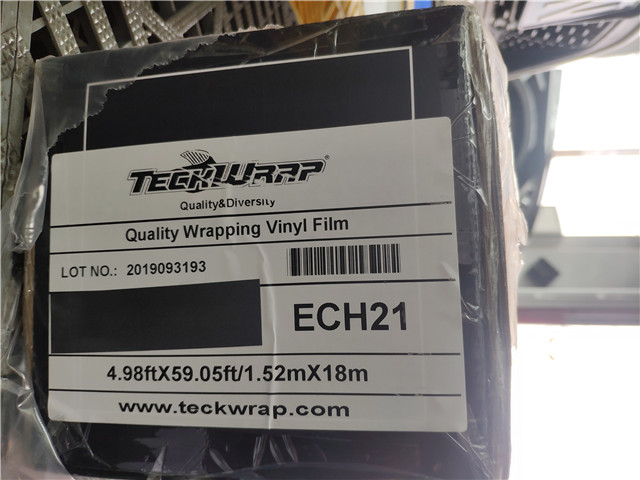 TECKWRAP®
Quality&Diversity
Quality Wrapping Vinyl Film
LOT NO.: 2019093193
ECH21
4.98ftX59.05ft/1.52mX18m
www.teckwrap.com